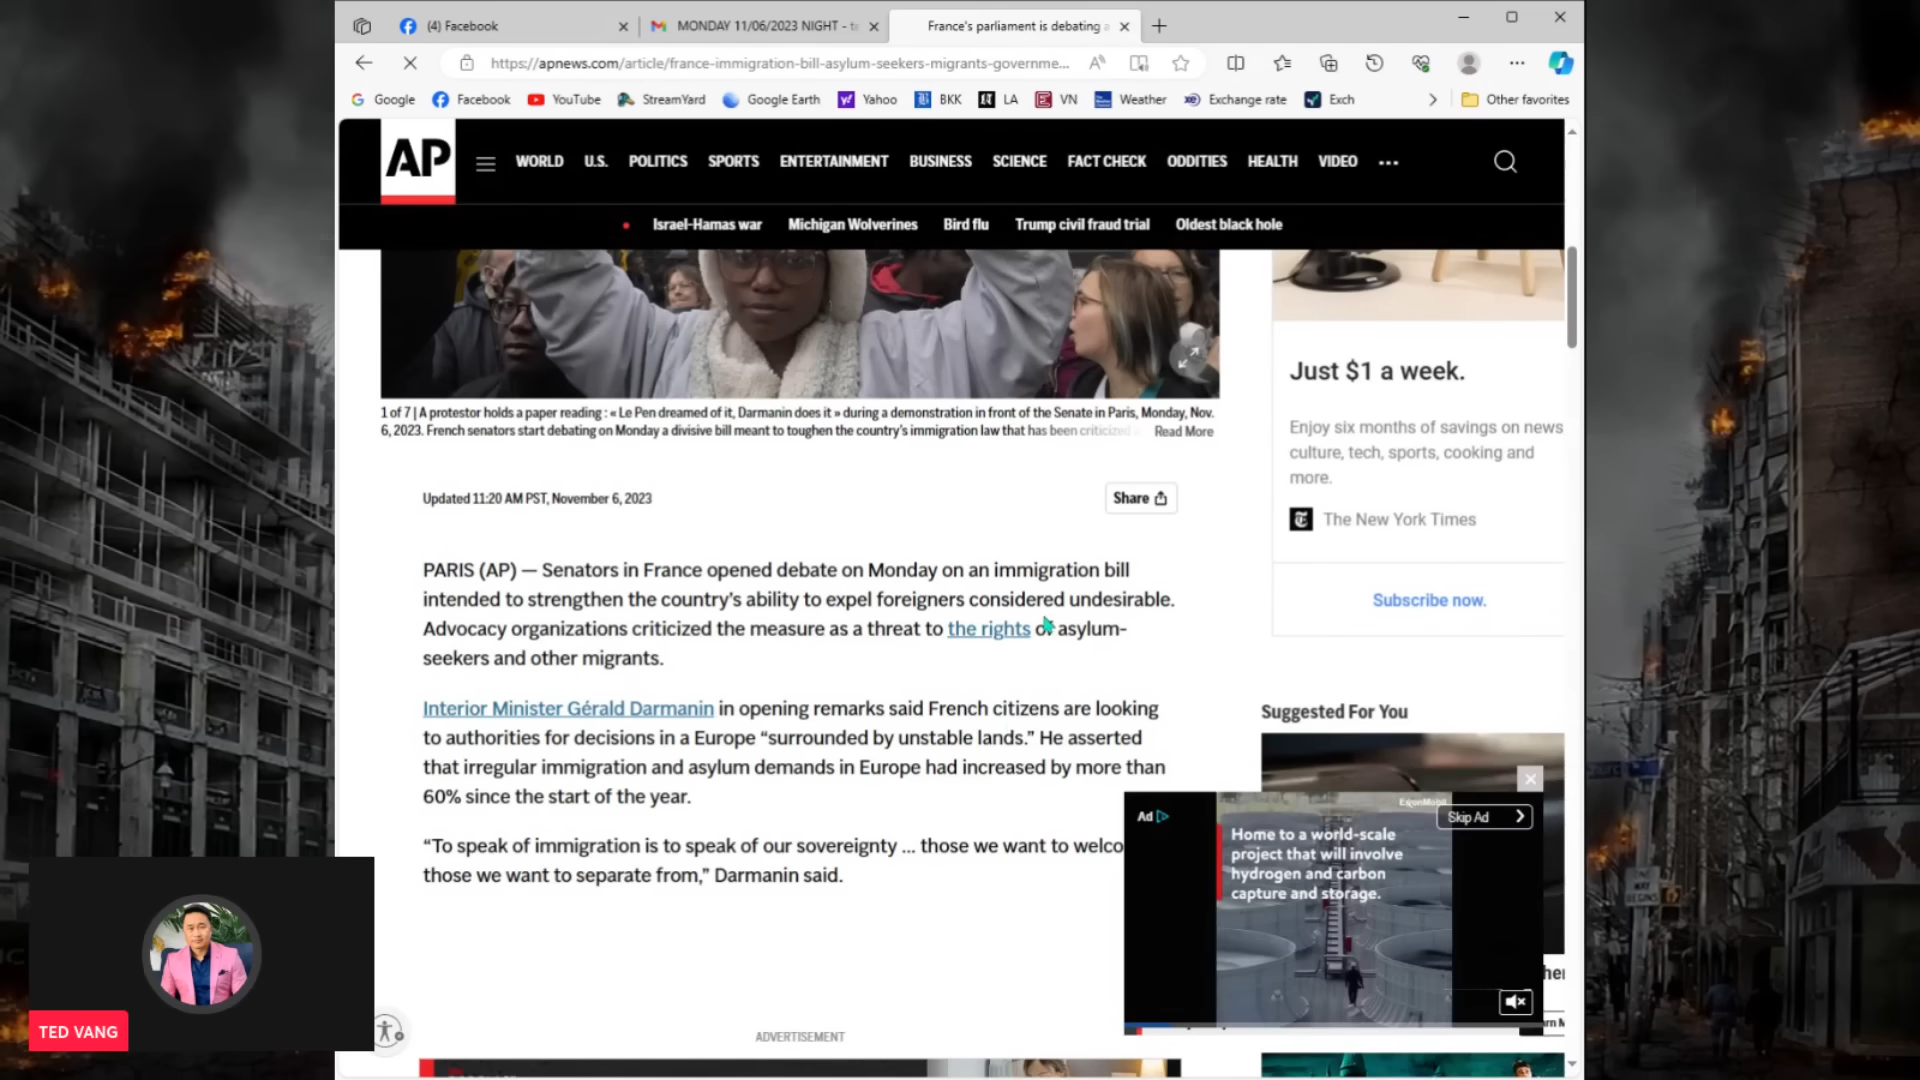 (4) Facebook
MONDAY 11/06/2023 NIGHT - t
France's parliament is debating a
https://apnews.com/article/france-immigration-bill-asylum-seekers-migrants-governme...
Google
Facebook
YouTube
StreamYard
Google Earth
Yahoo
BKK
LA
VN
Weather
Exchange rate
Exch
Other favorites
AP
WORLD
U.S.
POLITICS
SPORTS
ENTERTAINMENT
BUSINESS
SCIENCE
FACT CHECK
ODDITIES
HEALTH
VIDEO
Israel-Hamas war
Michigan Wolverines
Bird flu
Trump civil fraud trial
Oldest black hole
1 of 7 | A protestor holds a paper reading : « Le Pen dreamed of it, Darmanin does it » during a demonstration in front of the Senate in Paris, Monday, Nov.
6, 2023. French senators start debating on Monday a divisive bill meant to toughen the country's immigration law that has been criticized
Read More
Updated 11:20 AM PST, November 6, 2023
Share
PARIS (AP) — Senators in France opened debate on Monday on an immigration bill
intended to strengthen the country's ability to expel foreigners considered undesirable.
Advocacy organizations criticized the measure as a threat to the rights of asylum-
seekers and other migrants.
Interior Minister Gérald Darmanin in opening remarks said French citizens are looking
to authorities for decisions in a Europe “surrounded by unstable lands.” He asserted
that irregular immigration and asylum demands in Europe had increased by more than
60% since the start of the year.
“To speak of immigration is to speak of our sovereignty ... those we want to welco
those we want to separate from,” Darmanin said.
ADVERTISEMENT
Just $1 a week.
Enjoy six months of savings on news
culture, tech, sports, cooking and
more.
The New York Times
Subscribe now.
Suggested For You
Ad
ExxonMobil
Skip Ad
Home to a world-scale
project that will involve
hydrogen and carbon
capture and storage.
TED VANG